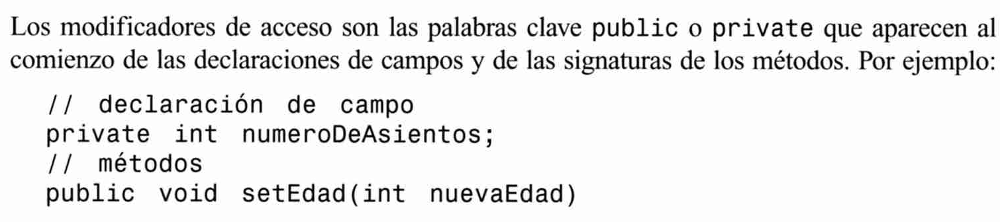 Los modificadores de acceso son las palabras clave public o private que aparecen al
comienzo de las declaraciones de campos y de las signaturas de los métodos. Por ejemplo:
// declaración de campo
private int numeroDeAsientos;
// métodos
public void setEdad(int nuevaEdad)